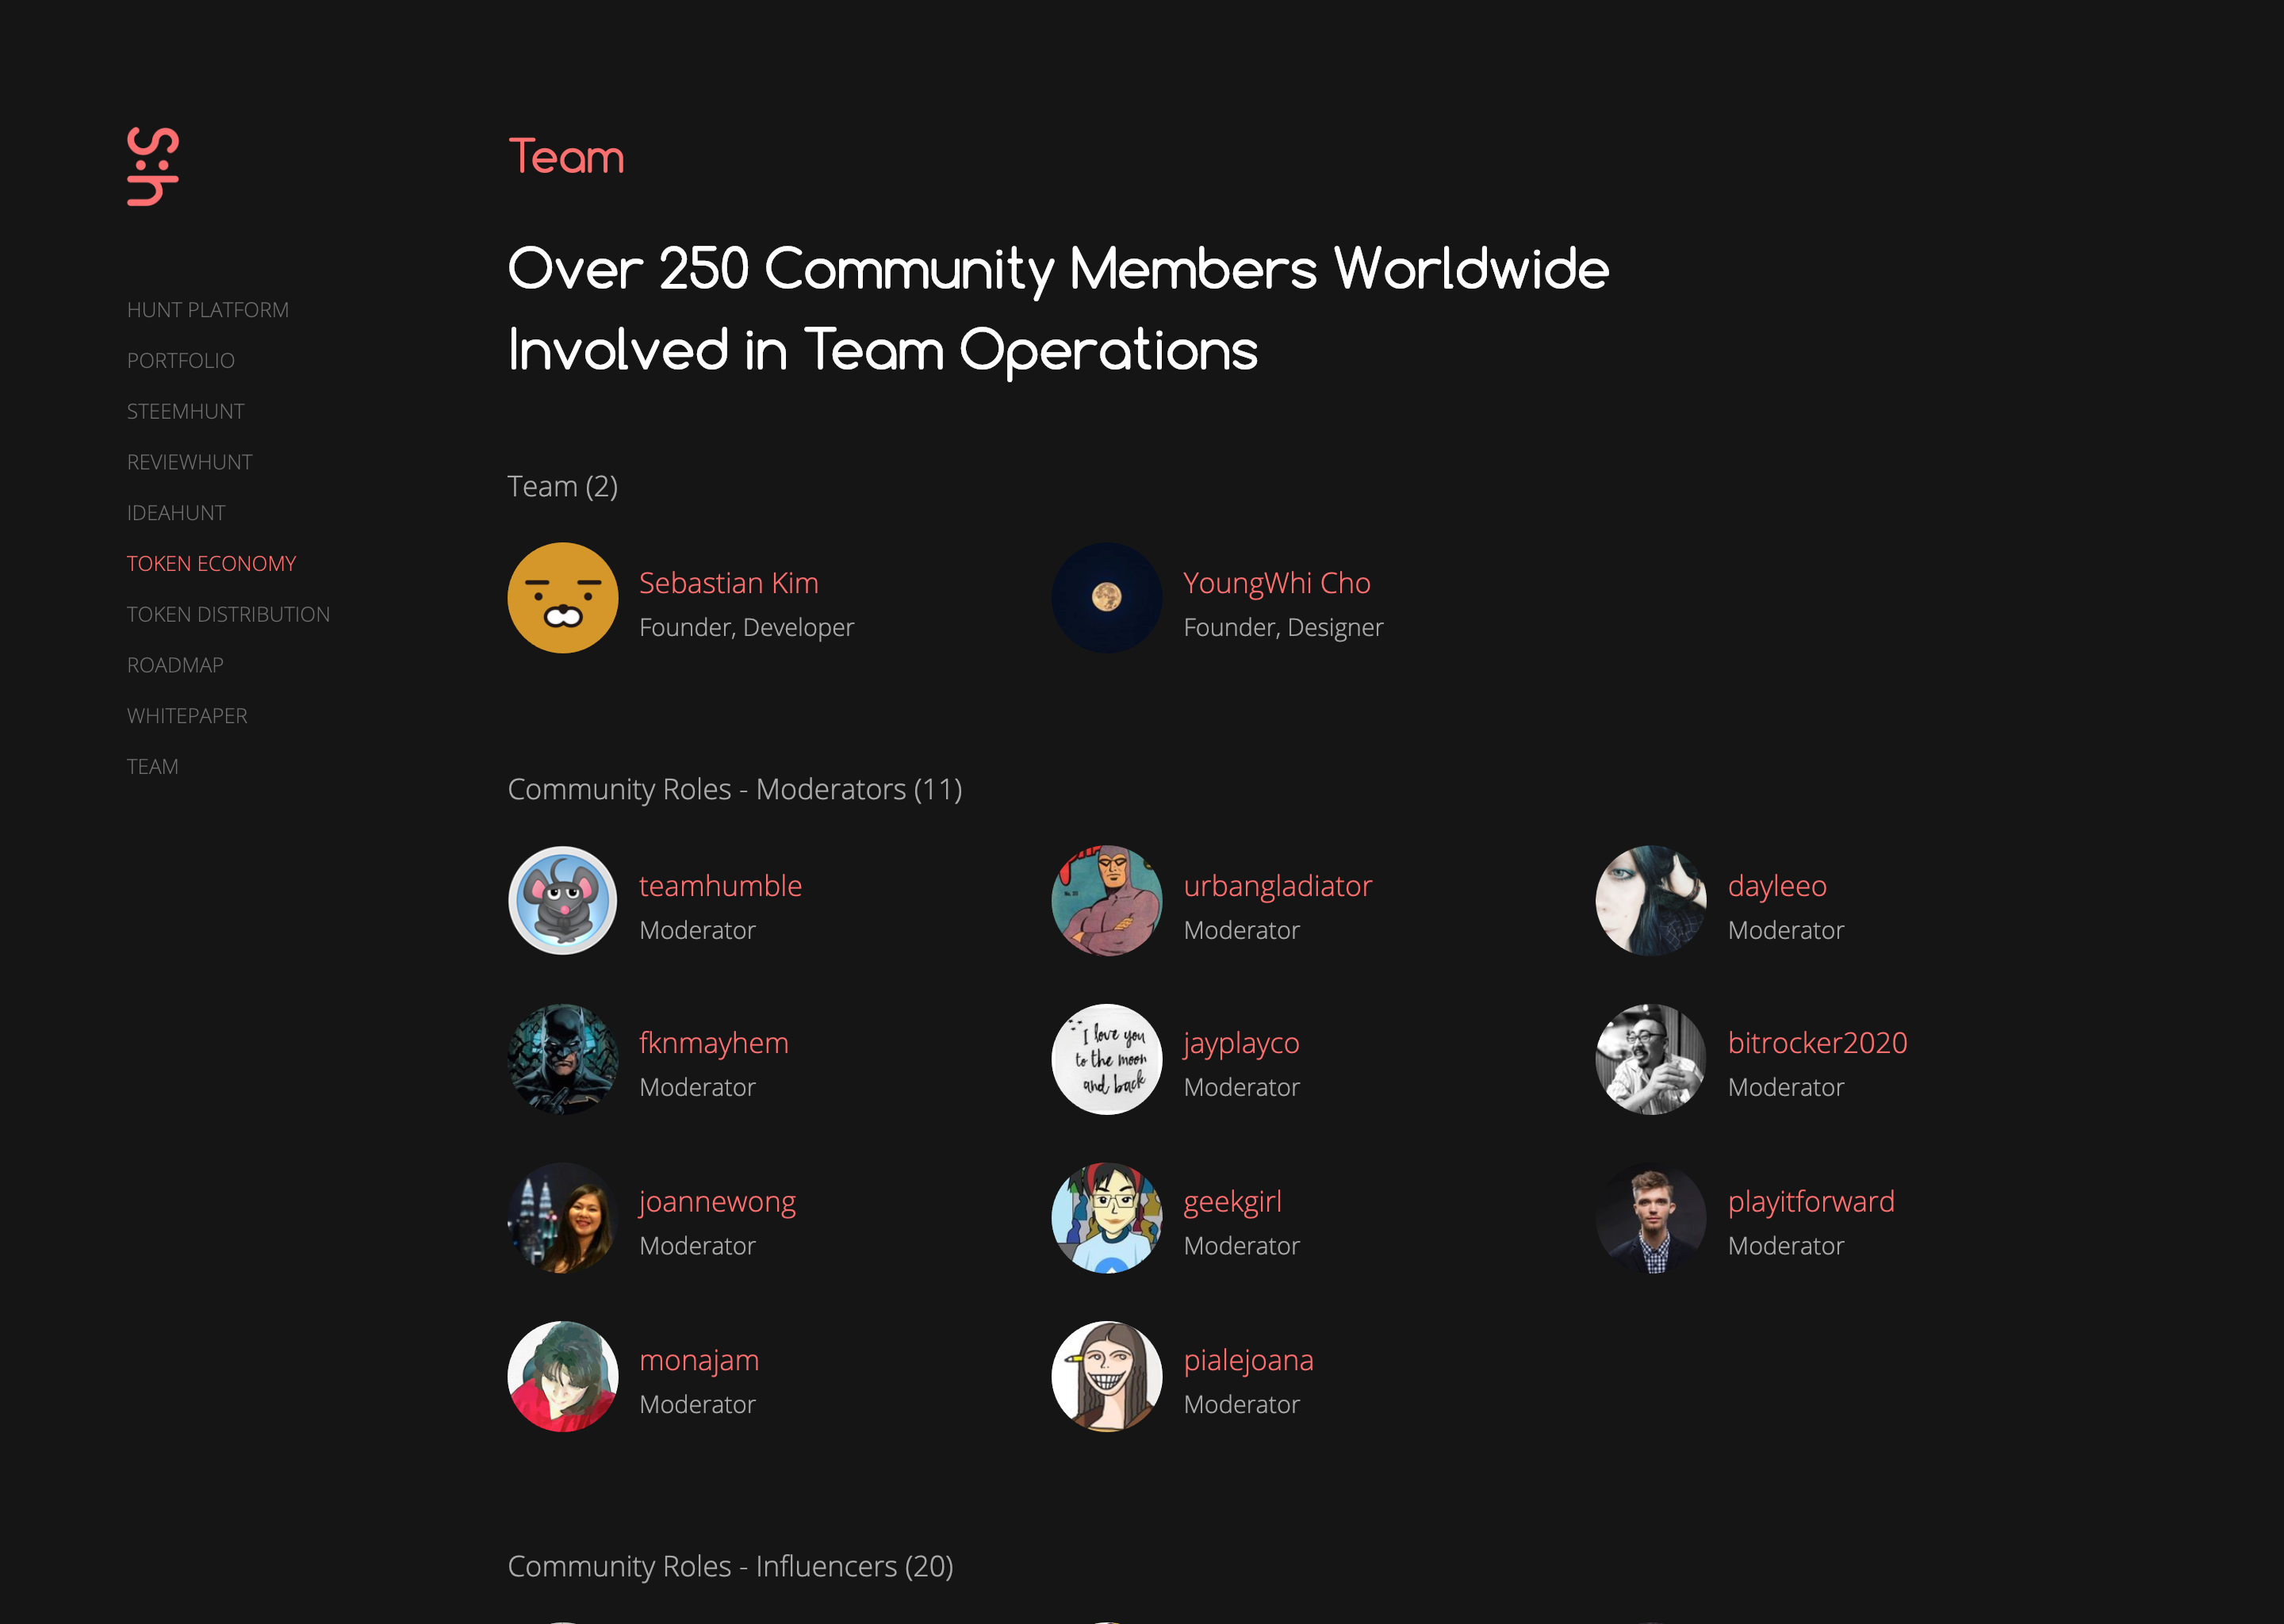 S:h
HUNT PLATFORM
PORTFOLIO
STEEMHUNT
REVIEWHUNT
IDEAHUNT
TOKEN ECONOMY
TOKEN DISTRIBUTION
ROADMAP
WHITEPAPER
TEAM
Team
Over 250 Community Members Worldwide
Involved in Team Operations
Team (2)
Sebastian Kim
Founder, Developer
YoungWhi Cho
Founder, Designer
Community Roles - Moderators (11)
teamhumble
Moderator
urbangladiator
Moderator
dayleeo
Moderator
fknmayhem
Moderator
I love you
to the moon
and back
jayplayco
Moderator
bitrocker2020
Moderator
joannewong
Moderator
geekgirl
Moderator
playitforward
Moderator
monajam
Moderator
pialejoana
Moderator
Community Roles - Influencers (20)